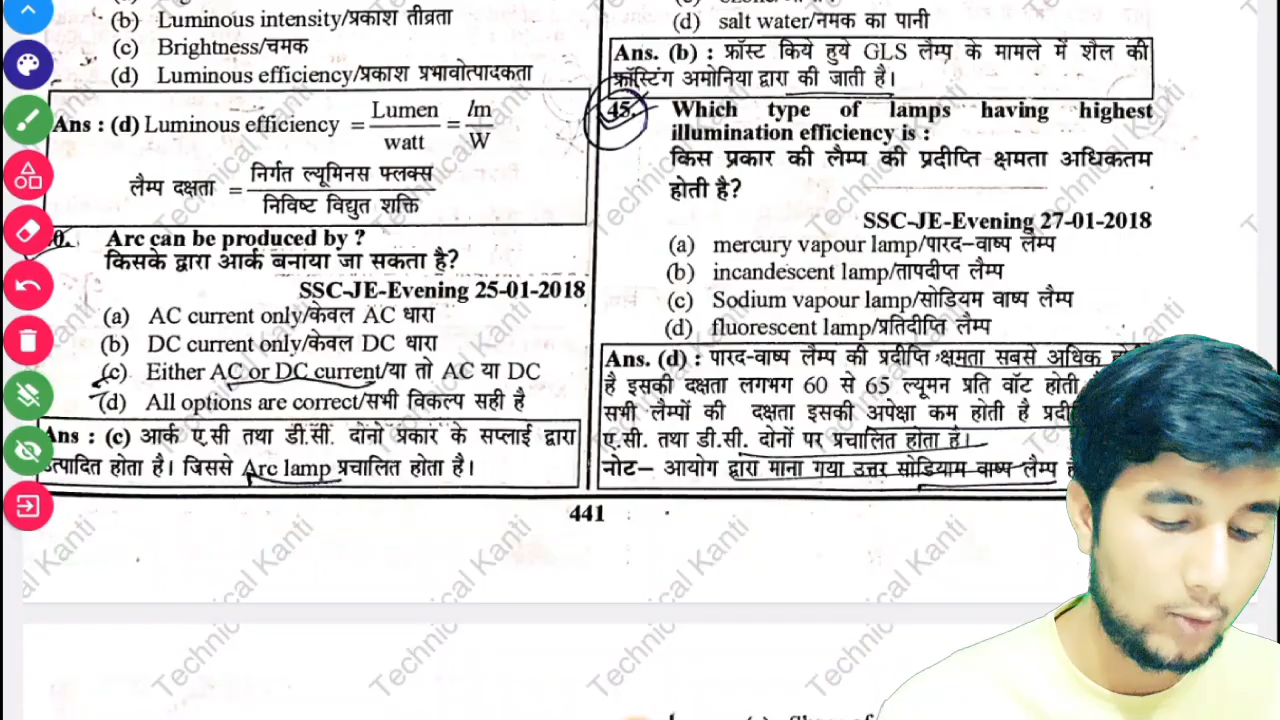 (b) Luminous intensity/प्रकाश तीव्रता
(c) Brightness/चमक
(d) Luminous efficiency/प्रकाश प्रभावोत्पादकता
Ans : (d) Luminous efficiency = Lumen/watt = lm/W
लैम्प दक्षता = निर्गत ल्यूमिनस फ्लक्स/निविष्ट विद्युत शक्ति
0. Arc can be produced by ?
किसके द्वारा आर्क बनाया जा सकता है?
SSC-JE-Evening 25-01-2018
(a) AC current only/केवल AC धारा
(b) DC current only/केवल DC धारा
(c) Either AC or DC current/या तो AC या DC
(d) All options are correct/सभी विकल्प सही है
Ans : (c) आर्क ए.सी तथा डी.सी. दोनो प्रकार के सप्लाई द्वारा
उत्पादित होता है। जिससे Arc lamp प्रचालित होता है।
(d) salt water/नमक का पानी
Ans. (b) : फ्रॉस्ट किये हुये GLS लैम्प के मामले में शैल की
फ्रॉस्टिंग अमोनिया द्वारा की जाती है।
45. Which type of lamps having highest
illumination efficiency is :
किस प्रकार की लैम्प की प्रदीप्ति क्षमता अधिकतम
होती है?
SSC-JE-Evening 27-01-2018
(a) mercury vapour lamp/पारद-वाष्प लैम्प
(b) incandescent lamp/तापदीप्त लैम्प
(c) Sodium vapour lamp/सोडियम वाष्प लैम्प
(d) fluorescent lamp/प्रतिदीप्ति लैम्प
Ans. (d) : पारद-वाष्प लैम्प की प्रदीप्ति क्षमता सबसे अधिक
है इसकी दक्षता लगभग 60 से 65 ल्यूमन प्रति वॉट होती
सभी लैम्पों की दक्षता इसकी अपेक्षा कम होती है
ए.सी. तथा डी.सी. दोनों पर प्रचालित होता है।
नोट– आयोग द्वारा माना गया उत्तर सोडियाम वाष्प लैम्प
441
Technical Kanti